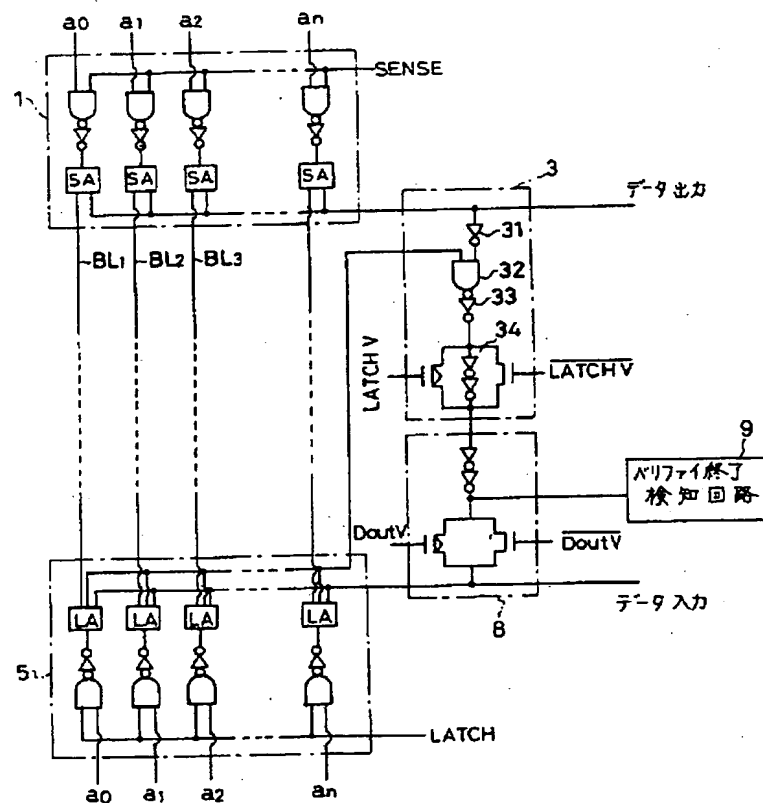 a0 a1 a2 an
SENSE
1
SA SA SA SA
3
データ出力
31
BL1 BL2 BL3
32
33
34
LATCH V
L̅A̅T̅C̅H̅ ̅V̅
9
ベリファイ終了
検知回路
DoutV
D̅o̅u̅t̅V̅
データ入力
8
LA LA LA LA
5
LATCH
a0 a1 a2 an